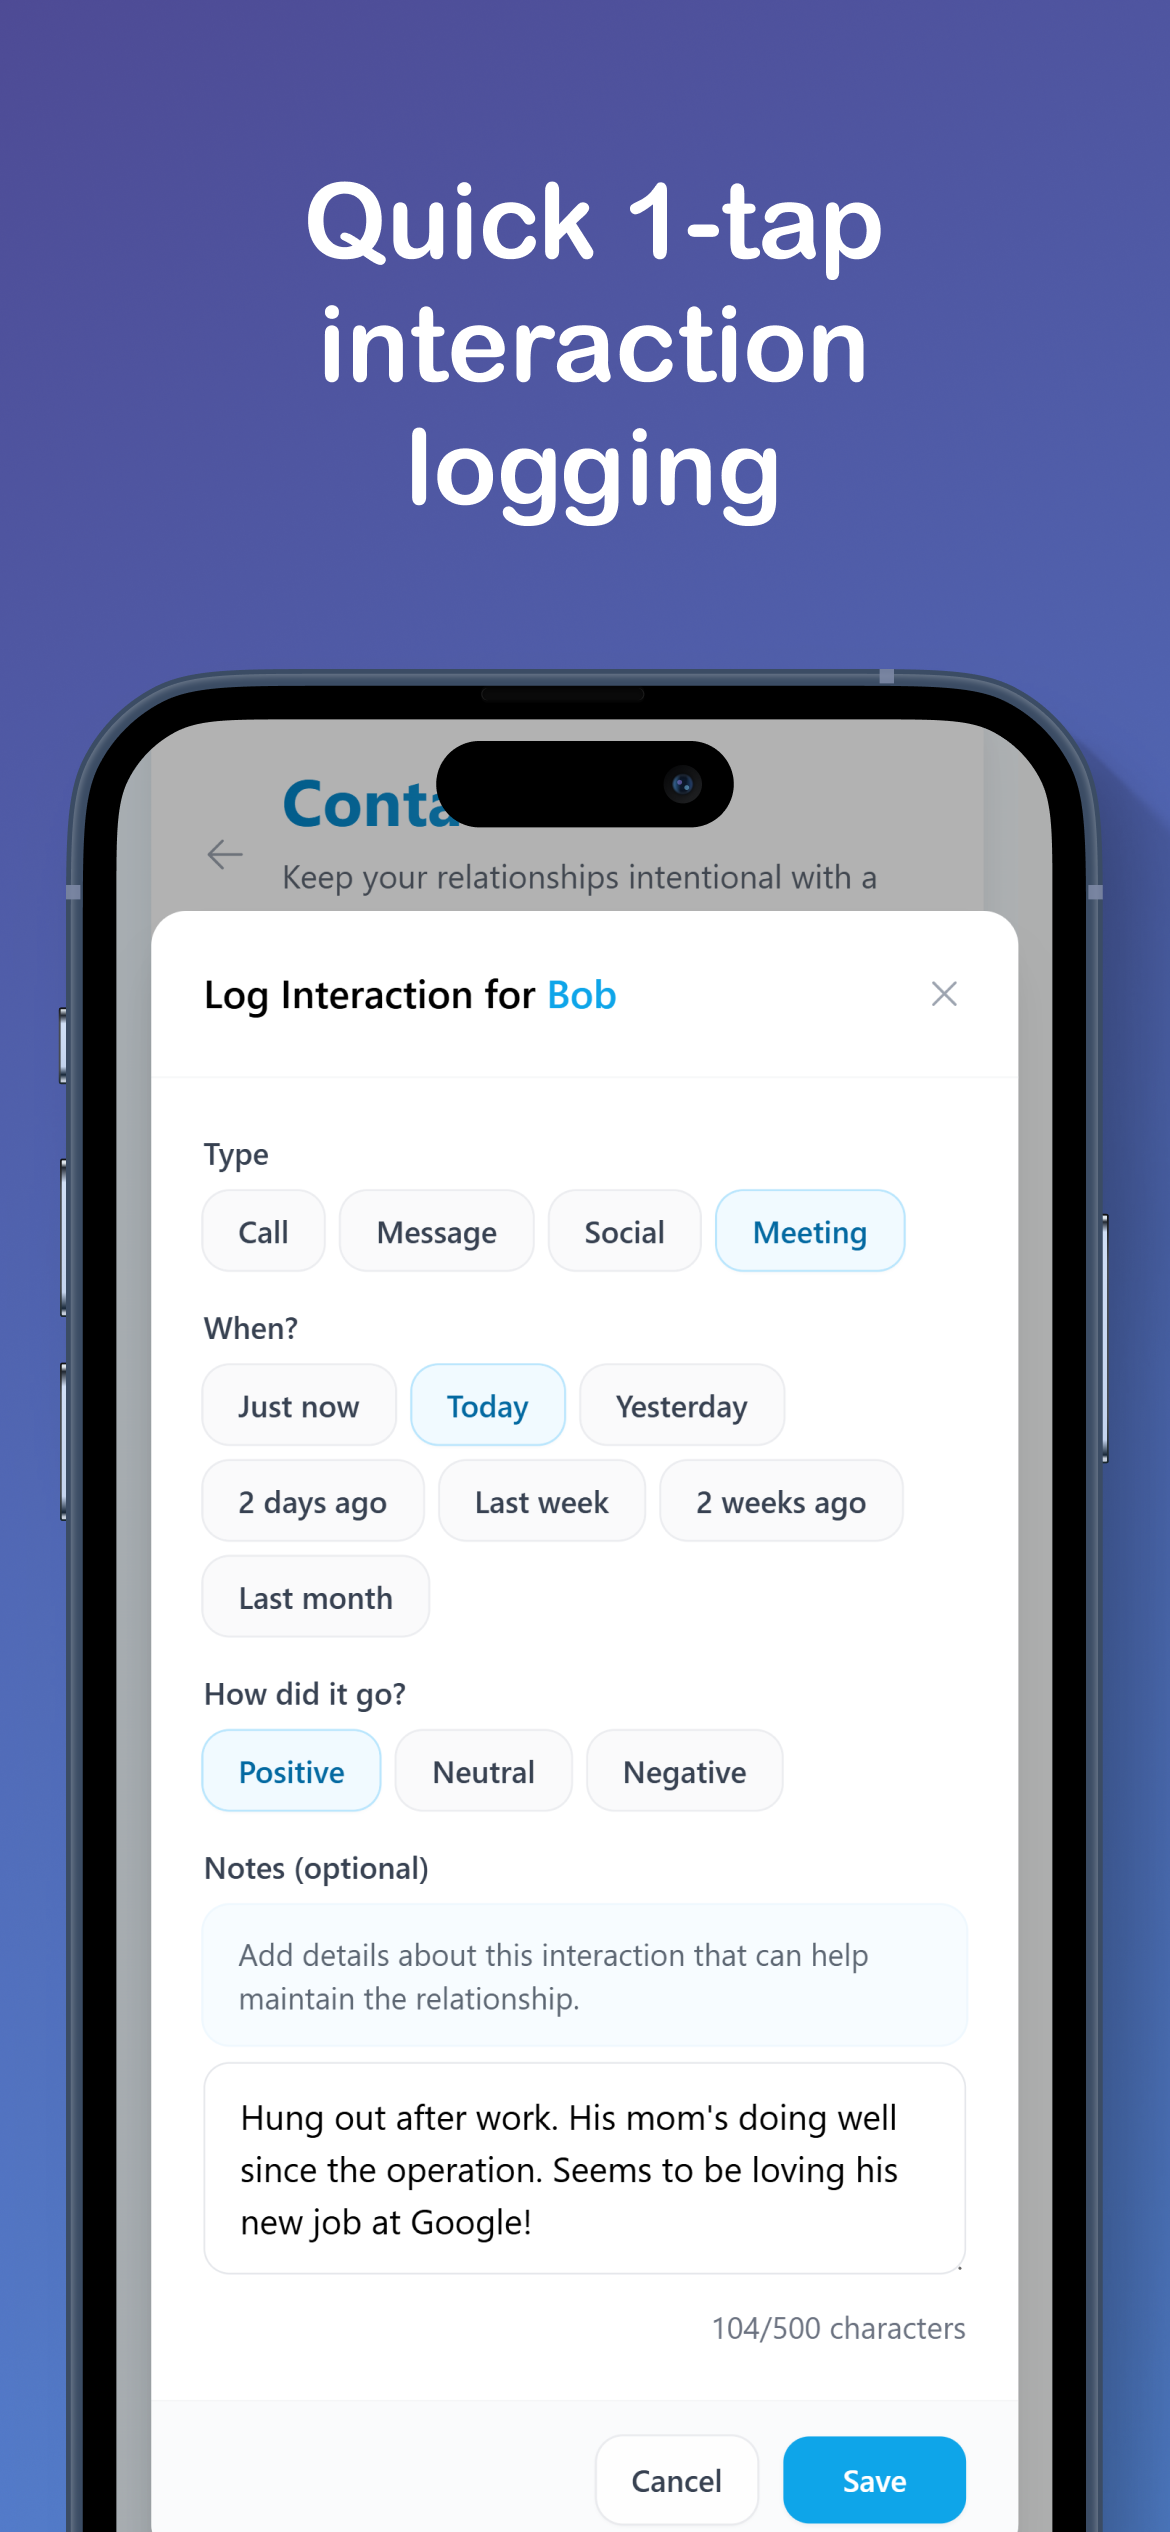 Quick 1-tap
interaction
logging
Keep your relationships intentional with a
Log Interaction for Bob
Type
Call Message Social Meeting
When?
Just now Today Yesterday
2 days ago Last week 2 weeks ago
Last month
How did it go?
Positive Neutral Negative
Notes (optional)
Add details about this interaction that can help
maintain the relationship.
Hung out after work. His mom's doing well
since the operation. Seems to be loving his
new job at Google!
104/500 characters
Cancel Save